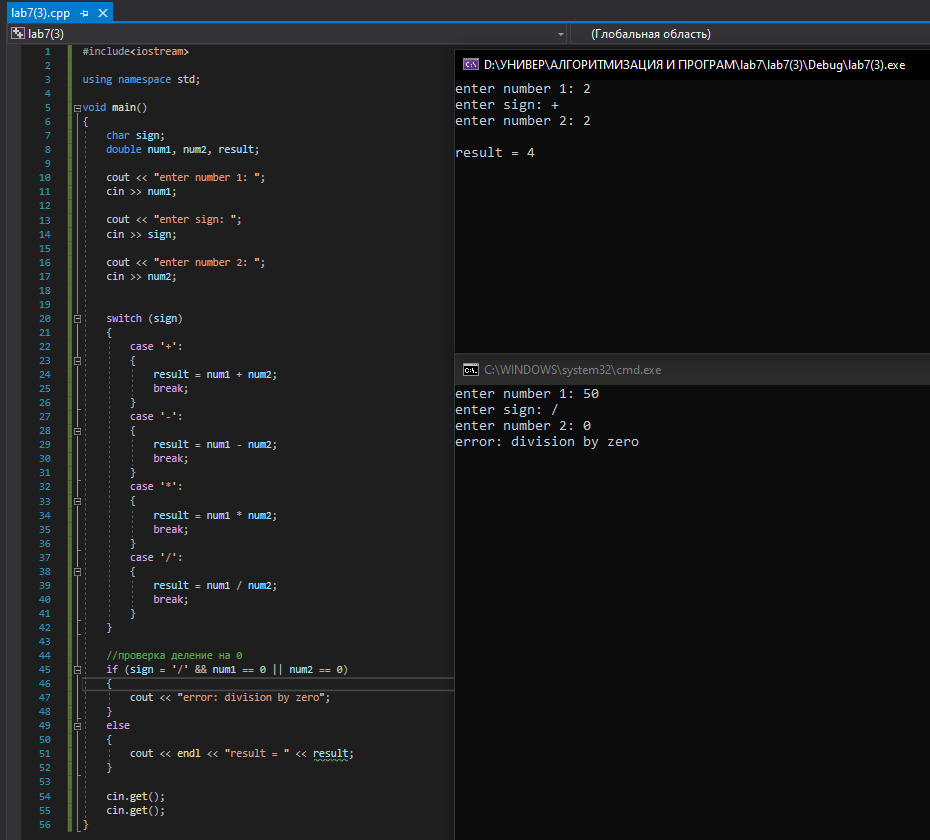 lab7(3).cpp
lab7(3)
(Глобальная область)
1 #include<iostream>
2
3 using namespace std;
4
5 void main()
6 {
7 char sign;
8 double num1, num2, result;
9
10 cout << "enter number 1: ";
11 cin >> num1;
12
13 cout << "enter sign: ";
14 cin >> sign;
15
16 cout << "enter number 2: ";
17 cin >> num2;
18
19
20 switch (sign)
21 {
22 case '+':
23 {
24 result = num1 + num2;
25 break;
26 }
27 case '-':
28 {
29 result = num1 - num2;
30 break;
31 }
32 case '*':
33 {
34 result = num1 * num2;
35 break;
36 }
37 case '/':
38 {
39 result = num1 / num2;
40 break;
41 }
42 }
43
44 //проверка деление на 0
45 if (sign = '/' && num1 == 0 || num2 == 0)
46 {
47 cout << "error: division by zero";
48 }
49 else
50 {
51 cout << endl << "result = " << result;
52 }
53
54 cin.get();
55 cin.get();
56 }
D:\УНИВЕР\АЛГОРИТМИЗАЦИЯ И ПРОГРАМ\lab7\lab7(3)\Debug\lab7(3).exe
enter number 1: 2
enter sign: +
enter number 2: 2
result = 4
C:\WINDOWS\system32\cmd.exe
enter number 1: 50
enter sign: /
enter number 2: 0
error: division by zero